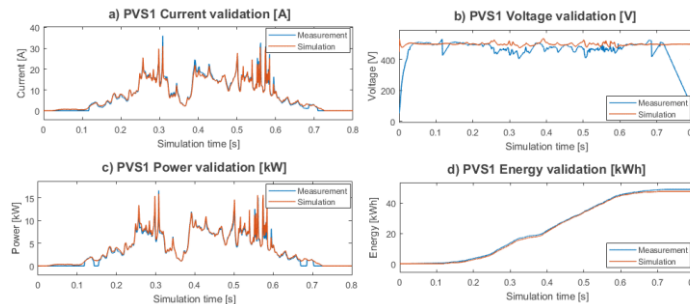 a) PVS1 Current validation [A]
40
30
20
10
0
Current [A]
Measurement
Simulation
0 0.1 0.2 0.3 0.4 0.5 0.6 0.7 0.8
Simulation time [s]
b) PVS1 Voltage validation [V]
400
200
0
Voltage [V]
Measurement
Simulation
0 0.1 0.2 0.3 0.4 0.5 0.6 0.7 0.8
Simulation time [s]
c) PVS1 Power validation [kW]
15
10
5
0
Power [kW]
Measurement
Simulation
0 0.1 0.2 0.3 0.4 0.5 0.6 0.7 0.8
Simulation time [s]
d) PVS1 Energy validation [kWh]
40
20
0
Energy [kWh]
Measurement
Simulation
0 0.1 0.2 0.3 0.4 0.5 0.6 0.7 0.8
Simulation time [s]